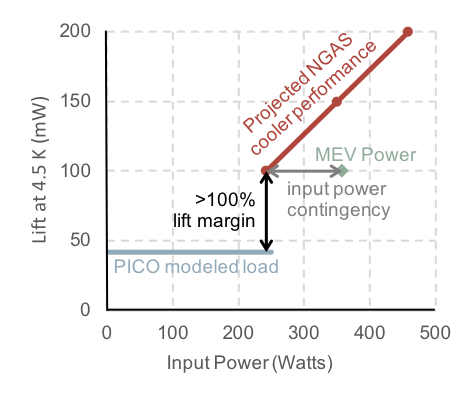 200
150
100
50
0
Lift at 4.5 K (mW)
Projected NGAS
cooler performance
MEV Power
>100%
lift margin
input power
contingency
PICO modeled load
0 100 200 300 400 500
Input Power (Watts)